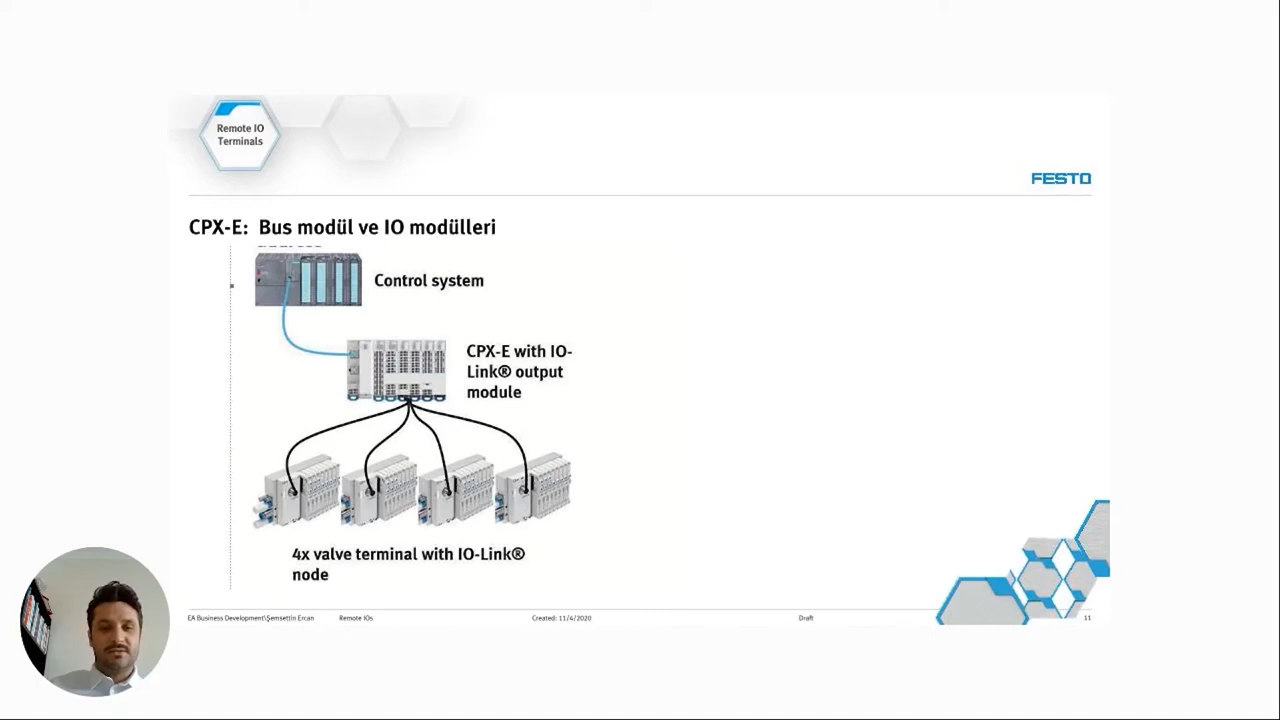 Remote IO
Terminals
FESTO
CPX-E: Bus modül ve IO modülleri
Control system
CPX-E with IO-
Link® output
module
4x valve terminal with IO-Link®
node
EA Business Development\Şemsettin Ercan
Remote IOs
Created: 11/4/2020
Draft
11